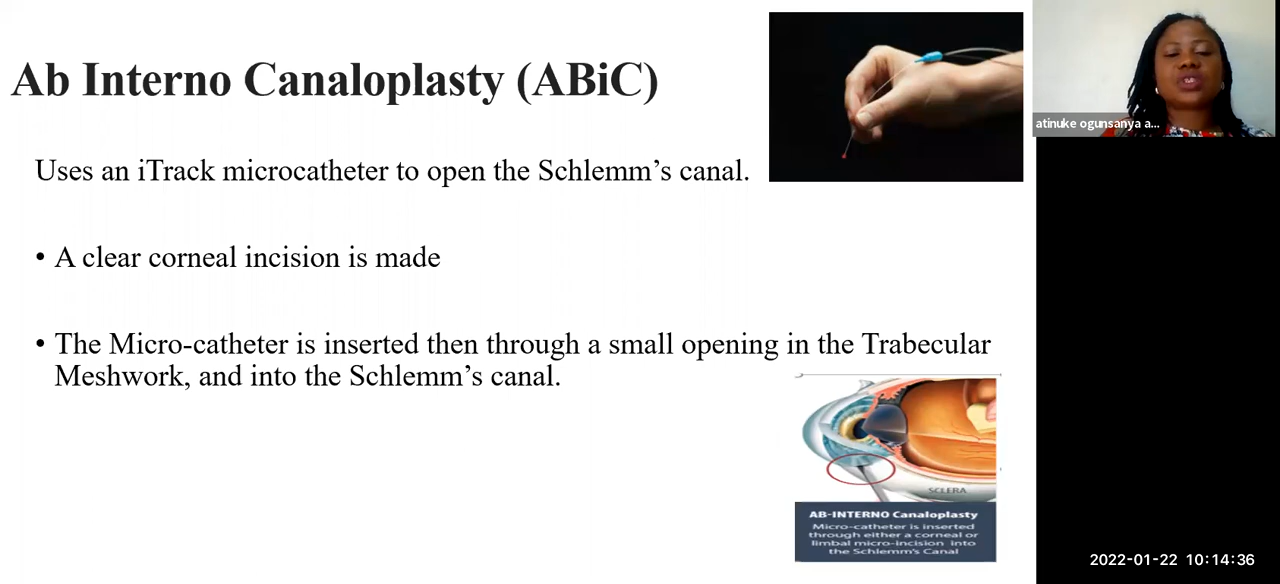 Ab Interno Canaloplasty (ABiC)
Uses an iTrack microcatheter to open the Schlemm’s canal.
• A clear corneal incision is made
• The Micro-catheter is inserted then through a small opening in the Trabecular
Meshwork, and into the Schlemm’s canal.
SCLERA
AB-INTERNO Canaloplasty
Micro-catheter is inserted
through either a corneal or
limbal micro-incision into
the Schlemm's Canal
atinuke ogunsanya a...
2022-01-22 10:14:36